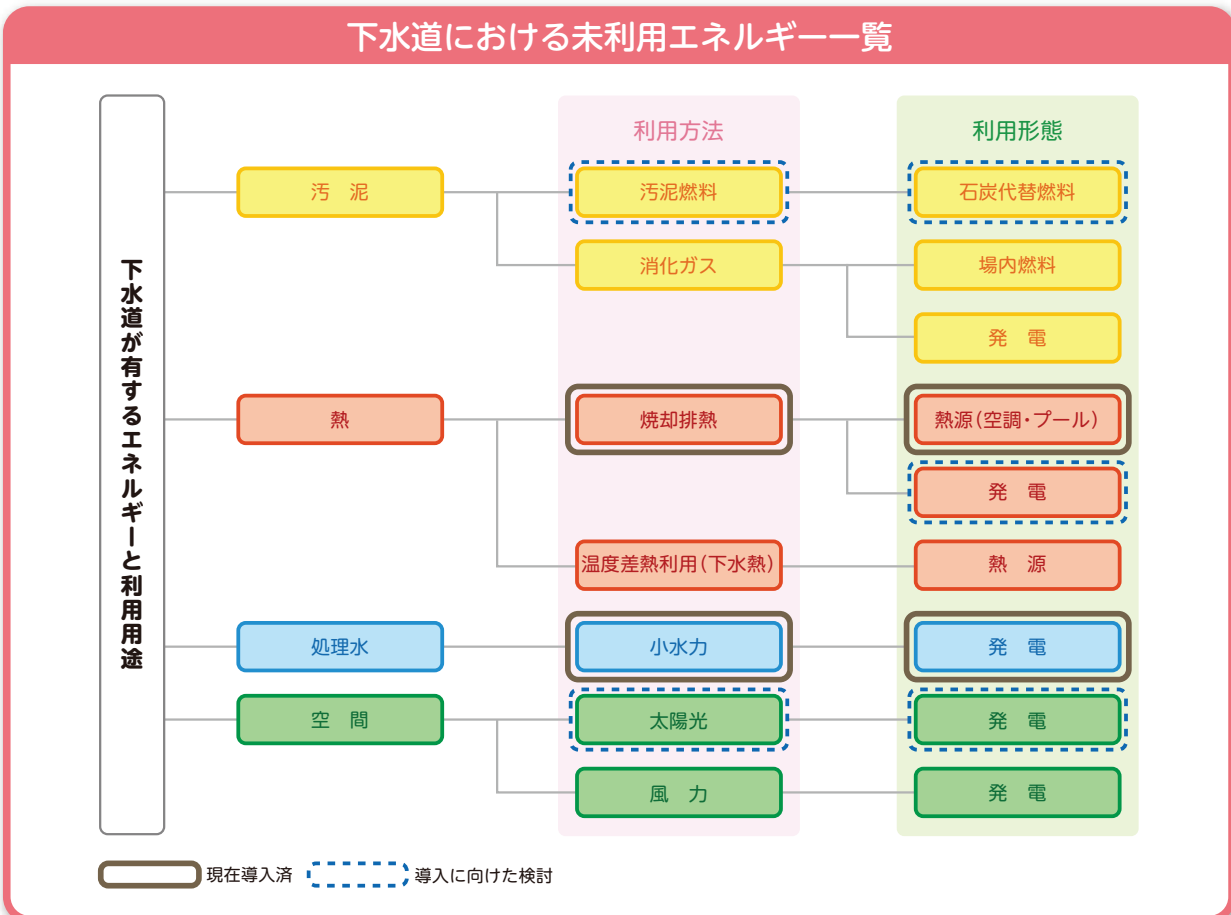 下水道における未利用エネルギー一覧
下水道が有するエネルギーと利用用途
利用方法
利用形態
汚　泥
汚泥燃料
石炭代替燃料
消化ガス
場内燃料
発　電
熱
焼却排熱
熱源(空調・プール)
発　電
温度差熱利用(下水熱)
熱　源
処理水
小水力
発　電
空　間
太陽光
発　電
風　力
発　電
現在導入済
導入に向けた検討